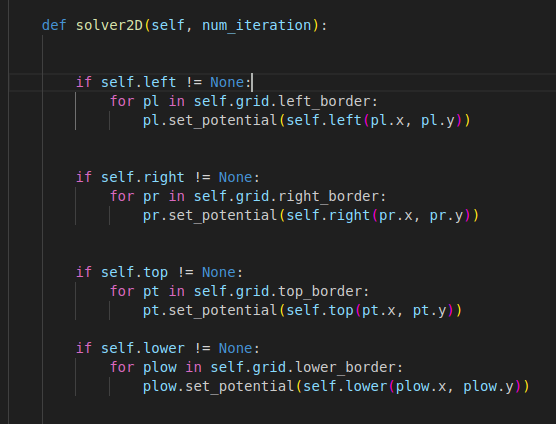 def solver2D(self, num_iteration):
if self.left != None:
for pl in self.grid.left_border:
pl.set_potential(self.left(pl.x, pl.y))
if self.right != None:
for pr in self.grid.right_border:
pr.set_potential(self.right(pr.x, pr.y))
if self.top != None:
for pt in self.grid.top_border:
pt.set_potential(self.top(pt.x, pt.y))
if self.lower != None:
for plow in self.grid.lower_border:
plow.set_potential(self.lower(plow.x, plow.y))